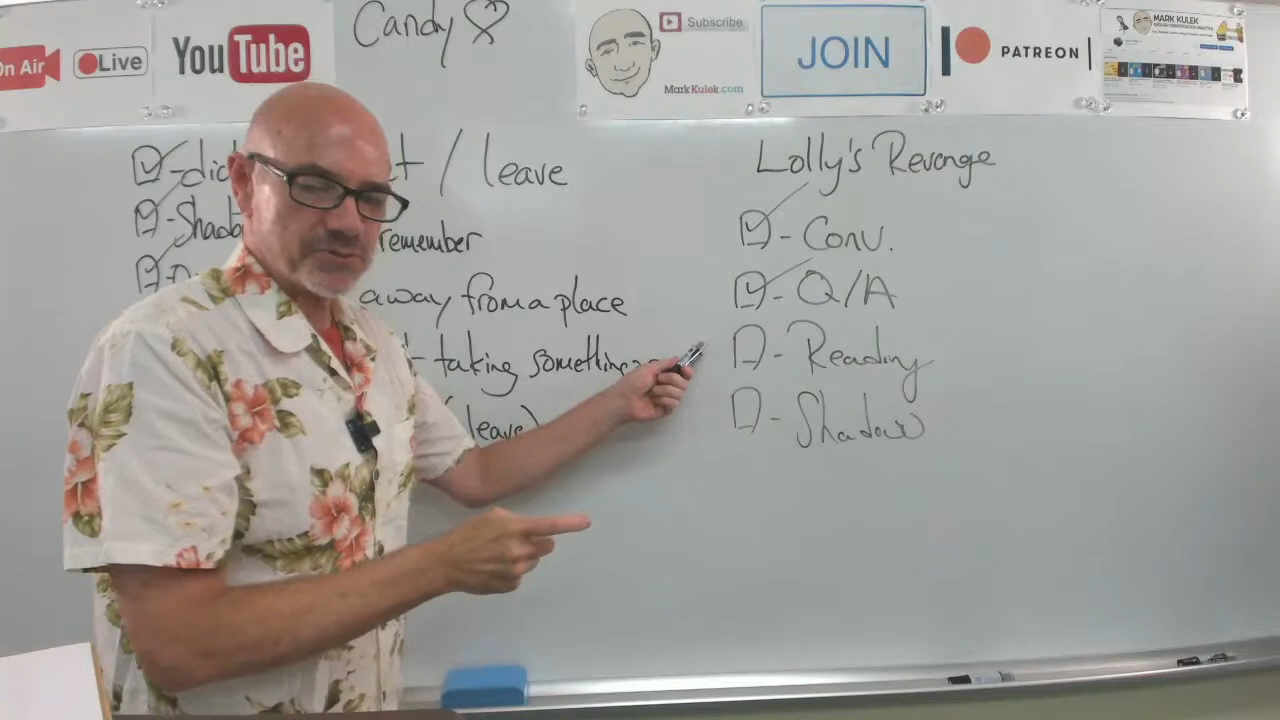 On Air
Live
YouTube
Candy
Subscribe
MarkKulek.com
JOIN
PATREON
MARK KULEK
t / leave
remember
away from a place
taking something
(leave)
Lolly's Revenge
- Conv.
- Q/A
- Reading
- Shadow